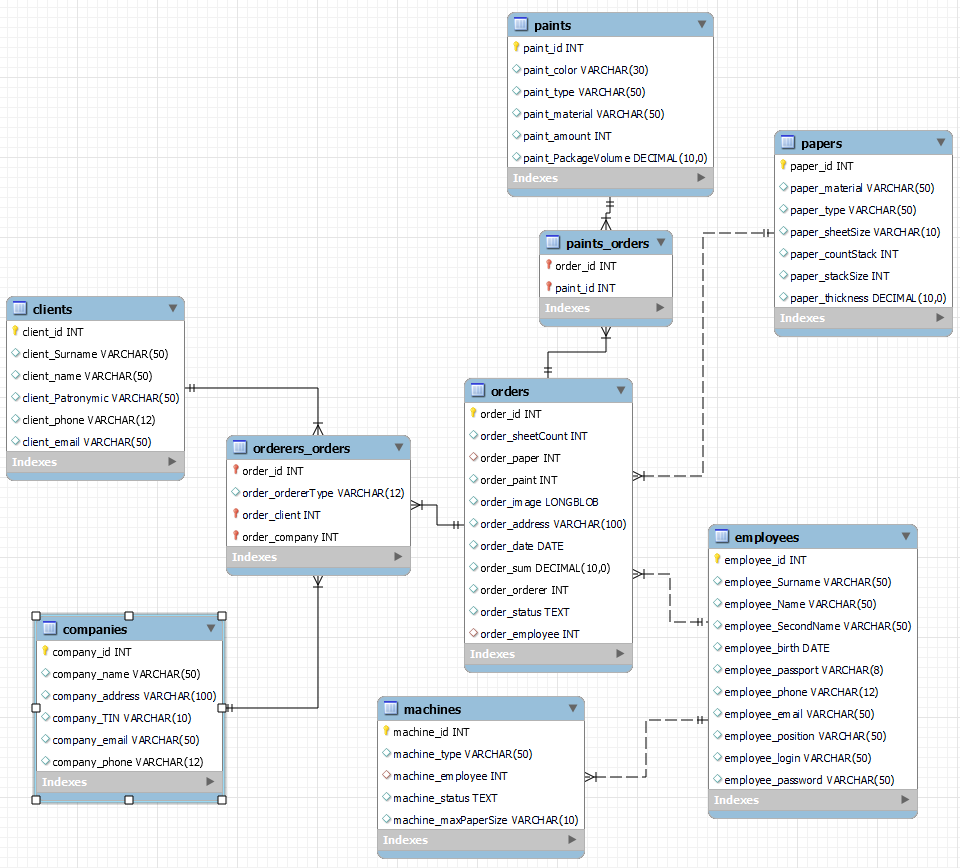 paints
paint_id INT
paint_color VARCHAR(30)
paint_type VARCHAR(50)
paint_material VARCHAR(50)
paint_amount INT
paint_PackageVolume DECIMAL(10,0)
Indexes
papers
paper_id INT
paper_material VARCHAR(50)
paper_type VARCHAR(50)
paper_sheetSize VARCHAR(10)
paper_countStack INT
paper_stackSize INT
paper_thickness DECIMAL(10,0)
Indexes
paints_orders
order_id INT
paint_id INT
Indexes
clients
client_id INT
client_Surname VARCHAR(50)
client_name VARCHAR(50)
client_Patronymic VARCHAR(50)
client_phone VARCHAR(12)
client_email VARCHAR(50)
Indexes
orders
order_id INT
order_sheetCount INT
order_paper INT
order_paint INT
order_image LONGBLOB
order_address VARCHAR(100)
order_date DATE
order_sum DECIMAL(10,0)
order_orderer INT
order_status TEXT
order_employee INT
Indexes
orderers_orders
order_id INT
order_ordererType VARCHAR(12)
order_client INT
order_company INT
Indexes
employees
employee_id INT
employee_Surname VARCHAR(50)
employee_Name VARCHAR(50)
employee_SecondName VARCHAR(50)
employee_birth DATE
employee_passport VARCHAR(8)
employee_phone VARCHAR(12)
employee_email VARCHAR(50)
employee_position VARCHAR(50)
employee_login VARCHAR(50)
employee_password VARCHAR(50)
Indexes
companies
company_id INT
company_name VARCHAR(50)
company_address VARCHAR(100)
company_TIN VARCHAR(10)
company_email VARCHAR(50)
company_phone VARCHAR(12)
Indexes
machines
machine_id INT
machine_type VARCHAR(50)
machine_employee INT
machine_status TEXT
machine_maxPaperSize VARCHAR(10)
Indexes